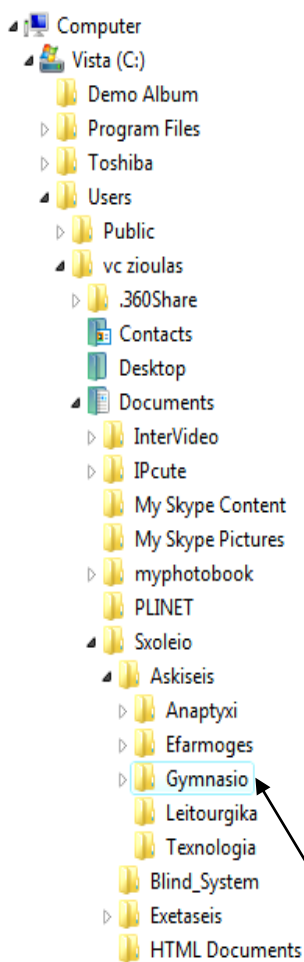 Computer
Vista (C:)
Demo Album
Program Files
Toshiba
Users
Public
vc zioulas
.360Share
Contacts
Desktop
Documents
InterVideo
IPcute
My Skype Content
My Skype Pictures
myphotobook
PLINET
Sxoleio
Askiseis
Anaptyxi
Efarmoges
Gymnasio
Leitourgika
Texnologia
Blind_System
Exetaseis
HTML Documents